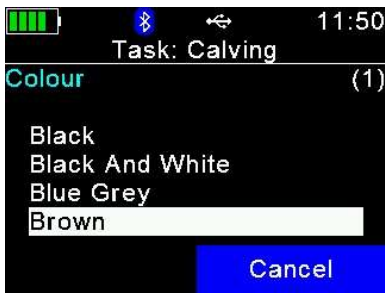 11:50
Task: Calving
Colour (1)
Black
Black And White
Blue Grey
Brown
Cancel